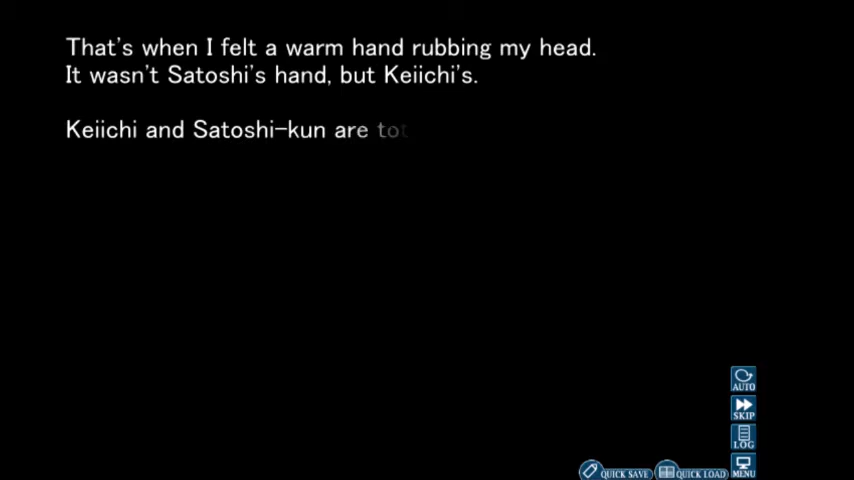 That's when I felt a warm hand rubbing my head.
It wasn't Satoshi's hand, but Keiichi's.
Keiichi and Satoshi-kun are tot
AUTO
SKIP
LOG
MENU
QUICK SAVE
QUICK LOAD